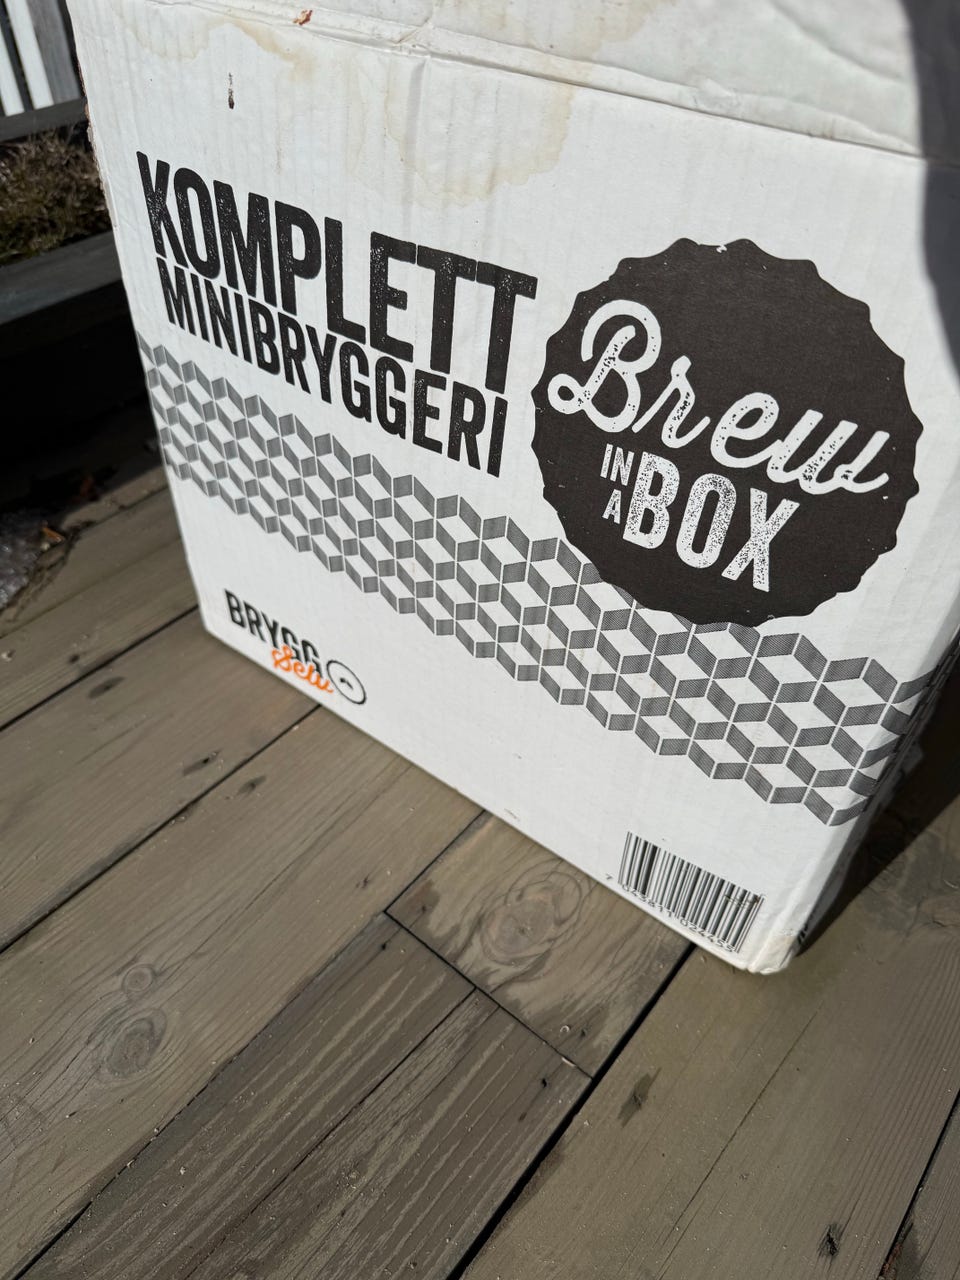 KOMPLETT
MINIBRYGGERI
Brew
IN A BOX
BRYGG
Selv